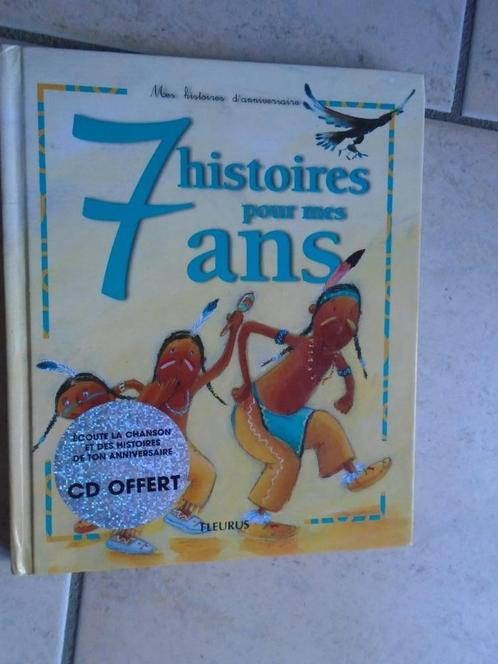 Mes histoires d'anniversaire
7 histoires
pour mes
ans
ÉCOUTE LA CHANSON
ET DES HISTOIRES
DE TON ANNIVERSAIRE
CD OFFERT
FLEURUS